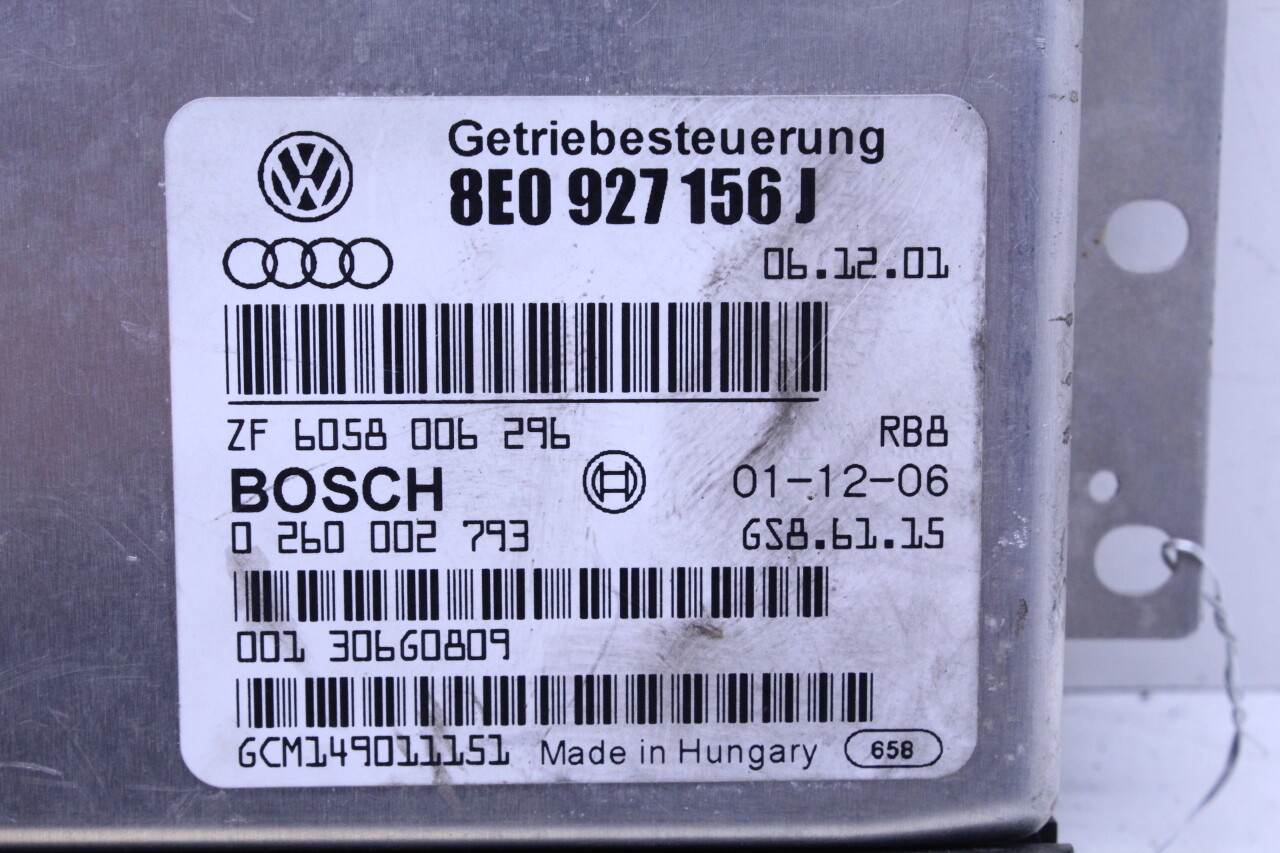 Getriebesteuerung
8E0 927 156 J
06.12.01
ZF 6058 006 296 RB8
BOSCH 01-12-06
0 260 002 793 GS8.61.15
001 306G0809
GCM149011151 Made in Hungary 658